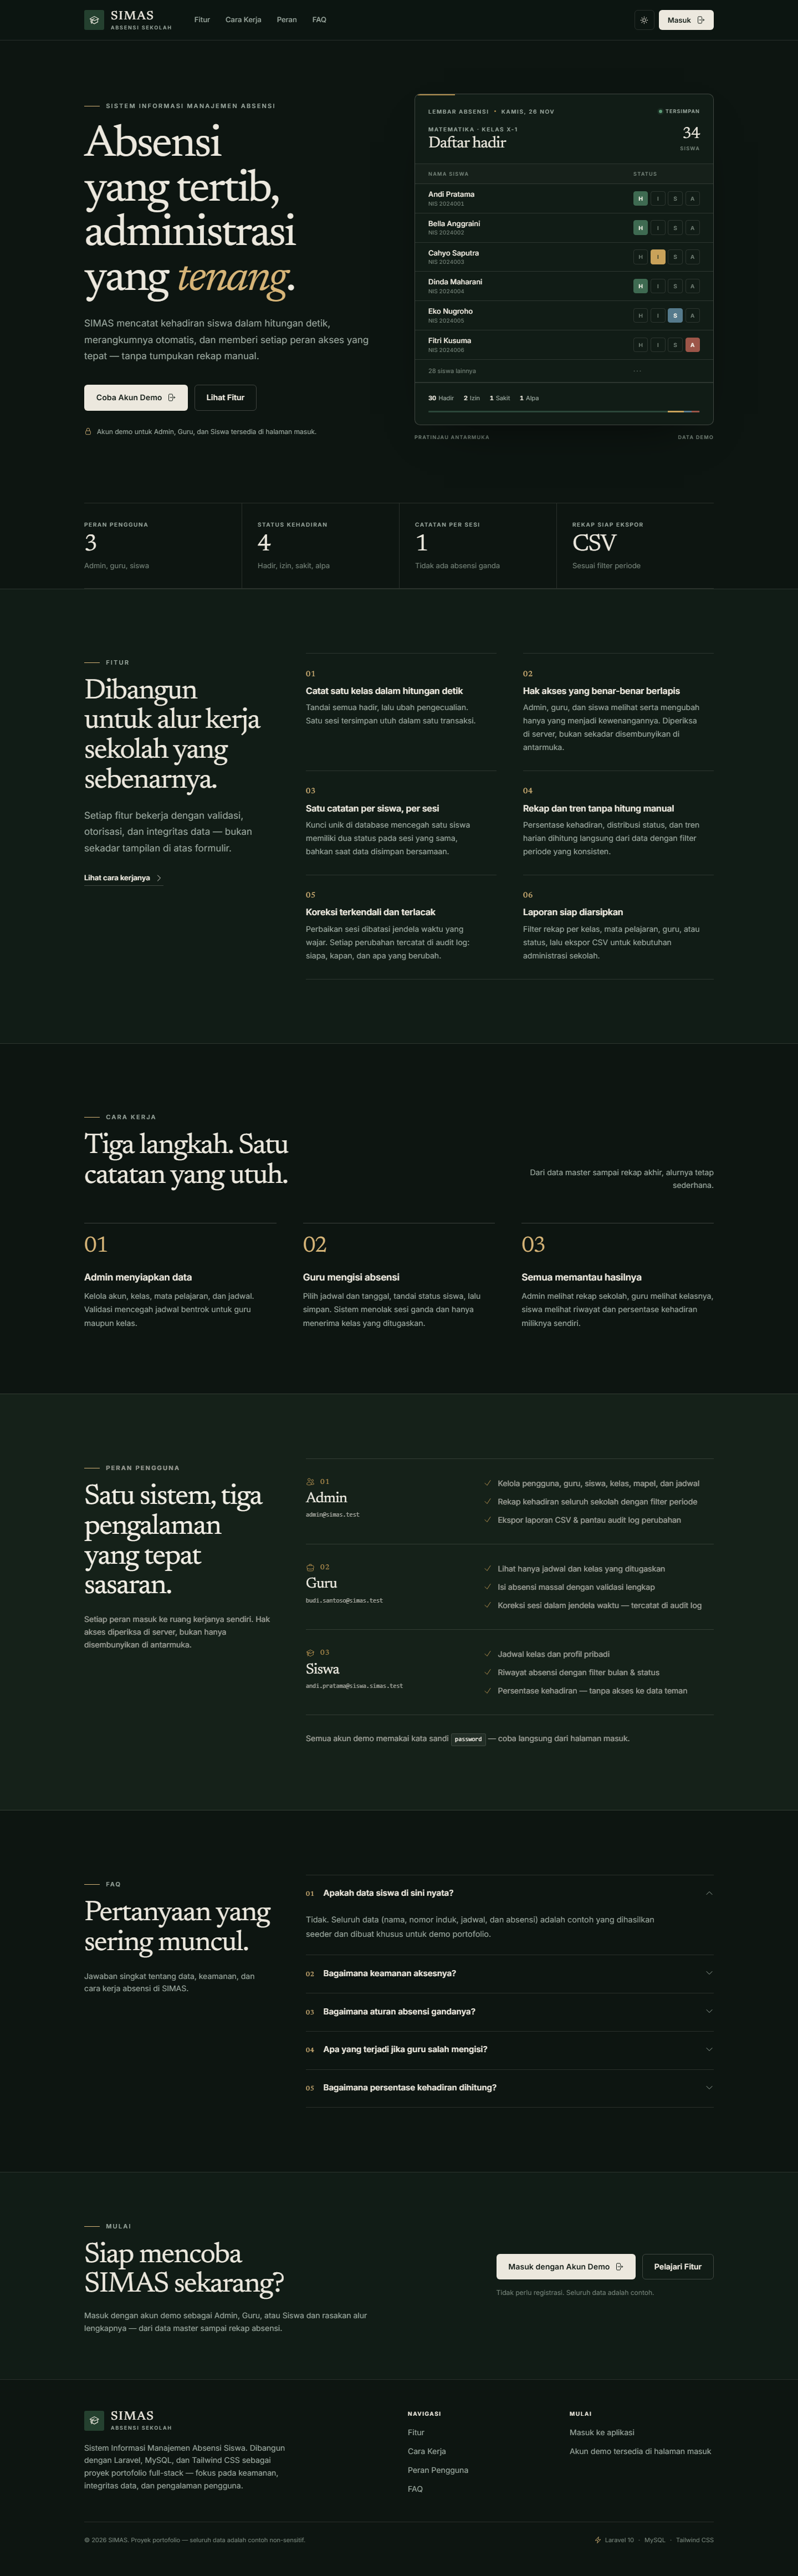 SIMAS
ABSENSI SEKOLAH
Fitur
Cara Kerja
Peran
FAQ
Masuk
SISTEM INFORMASI MANAJEMEN ABSENSI
Absensi
yang tertib,
administrasi
yang tenang.
SIMAS mencatat kehadiran siswa dalam hitungan detik,
merangkumnya otomatis, dan memberi setiap peran akses yang
tepat — tanpa tumpukan rekap manual.
Coba Akun Demo
Lihat Fitur
Akun demo untuk Admin, Guru, dan Siswa tersedia di halaman masuk.
LEMBAR ABSENSI • KAMIS, 26 NOV
TERSIMPAN
MATEMATIKA · KELAS X-1
Daftar hadir
34
SISWA
NAMA SISWA
STATUS
Andi Pratama
NIS 2024001
H I S A
Bella Anggraini
NIS 2024002
H I S A
Cahyo Saputra
NIS 2024003
H I S A
Dinda Maharani
NIS 2024004
H I S A
Eko Nugroho
NIS 2024005
H I S A
Fitri Kusuma
NIS 2024006
H I S A
28 siswa lainnya
···
30 Hadir
2 Izin
1 Sakit
1 Alpa
PRATINJAU ANTARMUKA
DATA DEMO
PERAN PENGGUNA
3
Admin, guru, siswa
STATUS KEHADIRAN
4
Hadir, izin, sakit, alpa
CATATAN PER SESI
1
Tidak ada absensi ganda
REKAP SIAP EKSPOR
CSV
Sesuai filter periode
FITUR
Dibangun
untuk alur kerja
sekolah yang
sebenarnya.
Setiap fitur bekerja dengan validasi,
otorisasi, dan integritas data — bukan
sekadar tampilan di atas formulir.
Lihat cara kerjanya
01
Catat satu kelas dalam hitungan detik
Tandai semua hadir, lalu ubah pengecualian.
Satu sesi tersimpan utuh dalam satu transaksi.
02
Hak akses yang benar-benar berlapis
Admin, guru, dan siswa melihat serta mengubah
hanya yang menjadi kewenangannya. Diperiksa
di server, bukan sekadar disembunyikan di
antarmuka.
03
Satu catatan per siswa, per sesi
Kunci unik di database mencegah satu siswa
memiliki dua status pada sesi yang sama,
bahkan saat data disimpan bersamaan.
04
Rekap dan tren tanpa hitung manual
Persentase kehadiran, distribusi status, dan tren
harian dihitung langsung dari data dengan filter
periode yang konsisten.
05
Koreksi terkendali dan terlacak
Perbaikan sesi dibatasi jendela waktu yang
wajar. Setiap perubahan tercatat di audit log:
siapa, kapan, dan apa yang berubah.
06
Laporan siap diarsipkan
Filter rekap per kelas, mata pelajaran, guru, atau
status, lalu ekspor CSV untuk kebutuhan
administrasi sekolah.
CARA KERJA
Tiga langkah. Satu
catatan yang utuh.
Dari data master sampai rekap akhir, alurnya tetap
sederhana.
01
Admin menyiapkan data
Kelola akun, kelas, mata pelajaran, dan jadwal.
Validasi mencegah jadwal bentrok untuk guru
maupun kelas.
02
Guru mengisi absensi
Pilih jadwal dan tanggal, tandai status siswa, lalu
simpan. Sistem menolak sesi ganda dan hanya
menerima kelas yang ditugaskan.
03
Semua memantau hasilnya
Admin melihat rekap sekolah, guru melihat kelasnya,
siswa melihat riwayat dan persentase kehadiran
miliknya sendiri.
PERAN PENGGUNA
Satu sistem, tiga
pengalaman
yang tepat
sasaran.
Setiap peran masuk ke ruang kerjanya sendiri. Hak
akses diperiksa di server, bukan hanya
disembunyikan di antarmuka.
01
Admin
admin@simas.test
Kelola pengguna, guru, siswa, kelas, mapel, dan jadwal
Rekap kehadiran seluruh sekolah dengan filter periode
Ekspor laporan CSV & pantau audit log perubahan
02
Guru
budi.santoso@simas.test
Lihat hanya jadwal dan kelas yang ditugaskan
Isi absensi massal dengan validasi lengkap
Koreksi sesi dalam jendela waktu — tercatat di audit log
03
Siswa
andi.pratama@siswa.simas.test
Jadwal kelas dan profil pribadi
Riwayat absensi dengan filter bulan & status
Persentase kehadiran — tanpa akses ke data teman
Semua akun demo memakai kata sandi password — coba langsung dari halaman masuk.
FAQ
Pertanyaan yang
sering muncul.
Jawaban singkat tentang data, keamanan, dan
cara kerja absensi di SIMAS.
01 Apakah data siswa di sini nyata?
Tidak. Seluruh data (nama, nomor induk, jadwal, dan absensi) adalah contoh yang dihasilkan
seeder dan dibuat khusus untuk demo portofolio.
02 Bagaimana keamanan aksesnya?
03 Bagaimana aturan absensi gandanya?
04 Apa yang terjadi jika guru salah mengisi?
05 Bagaimana persentase kehadiran dihitung?
MULAI
Siap mencoba
SIMAS sekarang?
Masuk dengan akun demo sebagai Admin, Guru, atau Siswa dan rasakan alur
lengkapnya — dari data master sampai rekap absensi.
Masuk dengan Akun Demo
Pelajari Fitur
Tidak perlu registrasi. Seluruh data adalah contoh.
SIMAS
ABSENSI SEKOLAH
Sistem Informasi Manajemen Absensi Siswa. Dibangun
dengan Laravel, MySQL, dan Tailwind CSS sebagai
proyek portofolio full-stack — fokus pada keamanan,
integritas data, dan pengalaman pengguna.
NAVIGASI
Fitur
Cara Kerja
Peran Pengguna
FAQ
MULAI
Masuk ke aplikasi
Akun demo tersedia di halaman masuk
© 2026 SIMAS. Proyek portofolio — seluruh data adalah contoh non-sensitif.
Laravel 10 · MySQL · Tailwind CSS